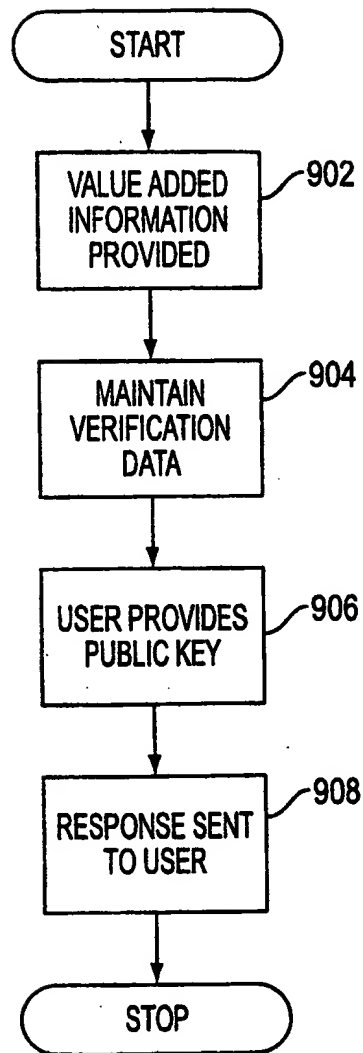 START
VALUE ADDED
INFORMATION
PROVIDED
902
MAINTAIN
VERIFICATION
DATA
904
USER PROVIDES
PUBLIC KEY
906
RESPONSE SENT
TO USER
908
STOP